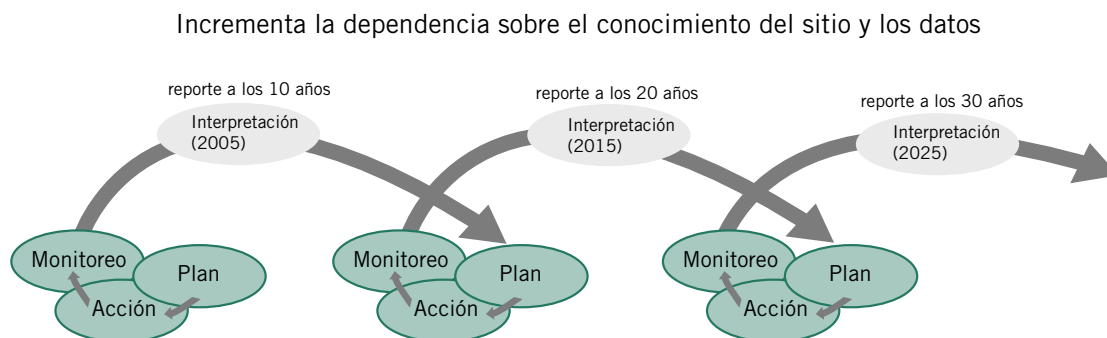 Incrementa la dependencia sobre el conocimiento del sitio y los datos
reporte a los 10 años
Interpretación
(2005)
reporte a los 20 años
Interpretación
(2015)
reporte a los 30 años
Interpretación
(2025)
Monitoreo
Plan
Acción
Monitoreo
Plan
Acción
Monitoreo
Plan
Acción